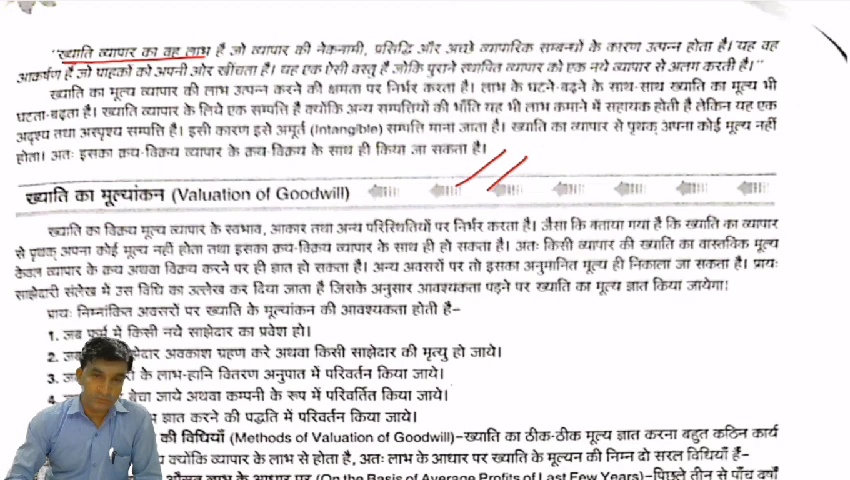 "ख्याति व्यापार का वह लाभ है जो व्यापार की नेकनामी, प्रसिद्धि और अच्छे व्यापारिक सम्बन्धों के कारण उत्पन्न होता है। यह वह
आकर्षण है जो ग्राहकों को अपनी ओर खींचता है। यह एक ऐसी वस्तु है जोकि पुराने स्थापित व्यापार को एक नये व्यापार से अलग करती है।"
ख्याति का मूल्य व्यापार की लाभ उत्पन्न करने की क्षमता पर निर्भर करता है। लाभ के घटने-बढ़ने के साथ-साथ ख्याति का मूल्य भी
घटता-बढ़ता है। ख्याति व्यापार के लिये एक सम्पत्ति है क्योंकि अन्य सम्पत्तियों की भाँति यह भी लाभ कमाने में सहायक होती है लेकिन यह एक
अदृश्य तथा अस्पृश्य सम्पत्ति है। इसी कारण इसे अमूर्त (Intangible) सम्पत्ति माना जाता है। ख्याति का व्यापार से पृथक् अपना कोई मूल्य नहीं
होता। अतः इसका क्रय-विक्रय व्यापार के क्रय-विक्रय के साथ ही किया जा सकता है।
ख्याति का मूल्यांकन (Valuation of Goodwill)
ख्याति का विक्रय मूल्य व्यापार के स्वभाव, आकार तथा अन्य परिस्थितियों पर निर्भर करता है। जैसा कि बताया गया है कि ख्याति का व्यापार
से पृथक् अपना कोई मूल्य नहीं होता तथा इसका क्रय-विक्रय व्यापार के साथ ही हो सकता है। अतः किसी व्यापार की ख्याति का वास्तविक मूल्य
केवल व्यापार के क्रय अथवा विक्रय करने पर ही ज्ञात हो सकता है। अन्य अवसरों पर तो इसका अनुमानित मूल्य ही निकाला जा सकता है। प्रायः
साझेदारी संलेख में उस विधि का उल्लेख कर दिया जाता है जिसके अनुसार आवश्यकता पड़ने पर ख्याति का मूल्य ज्ञात किया जायेगा।
प्रायः निम्नांकित अवसरों पर ख्याति के मूल्यांकन की आवश्यकता होती है–
1. जब फर्म में किसी नये साझेदार का प्रवेश हो।
2. जब साझेदार अवकाश ग्रहण करे अथवा किसी साझेदार की मृत्यु हो जाये।
3. के लाभ-हानि वितरण अनुपात में परिवर्तन किया जाये।
4. बेचा जाये अथवा कम्पनी के रूप में परिवर्तित किया जाये।
ज्ञात करने की पद्धति में परिवर्तन किया जाये।
की विधियाँ (Methods of Valuation of Goodwill)–ख्याति का ठीक-ठीक मूल्य ज्ञात करना बहुत कठिन कार्य
क्योंकि व्यापार के लाभ से होता है, अतः लाभ के आधार पर ख्याति के मूल्यन की निम्न दो सरल विधियाँ हैं–
औसत लाभ के आधार पर (On the Basis of Average Profits of Last Few Years)–पिछले तीन से पाँच वर्षों